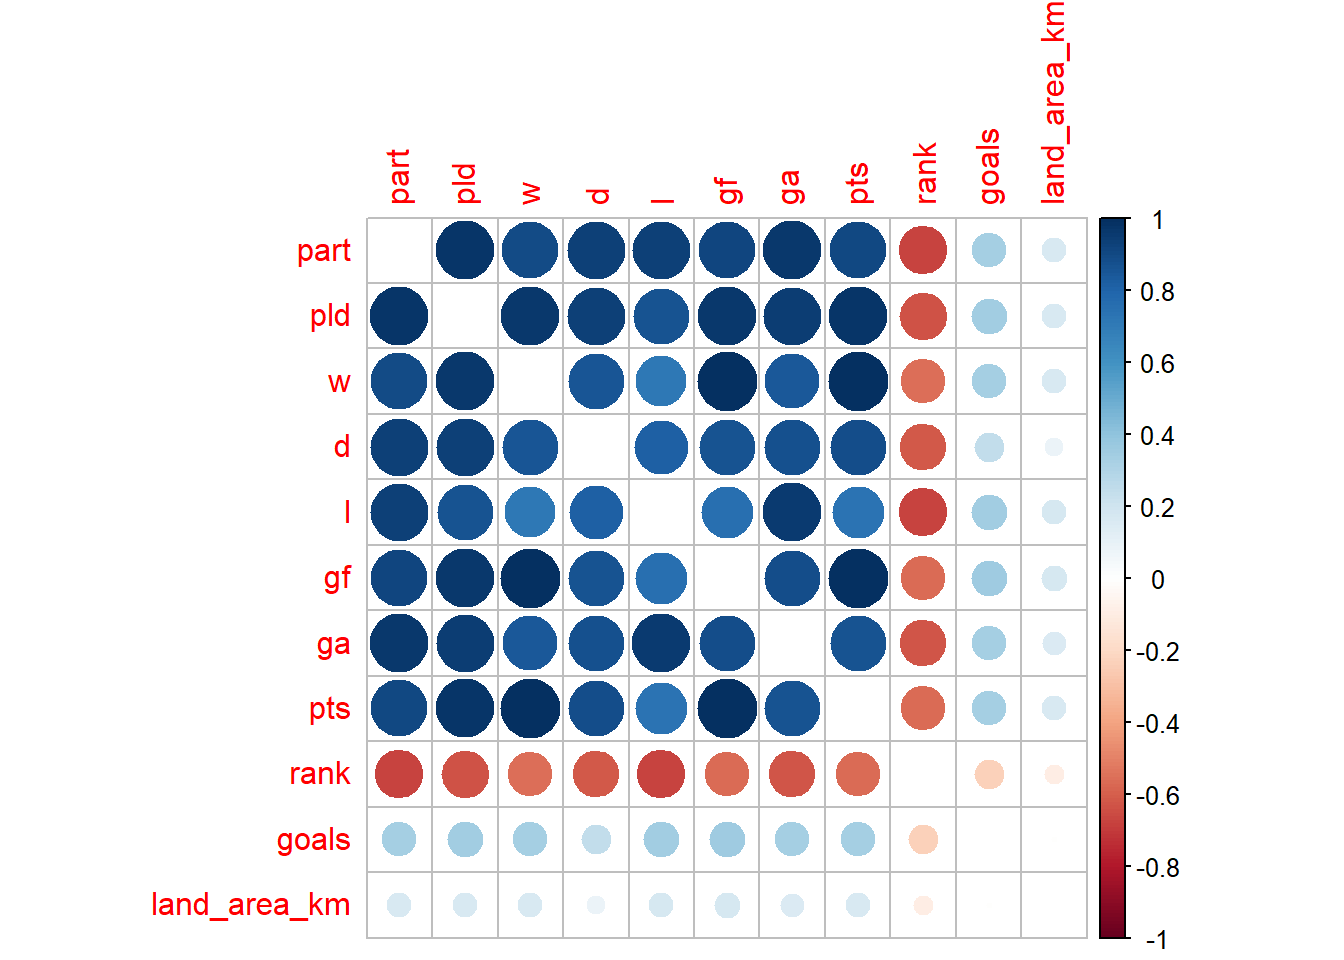 part
pld
w
d
l
gf
ga
pts
rank
goals
land_area_km
part
pld
w
d
l
gf
ga
pts
rank
goals
land_area_km
1
0.8
0.6
0.4
0.2
0
-0.2
-0.4
-0.6
-0.8
-1